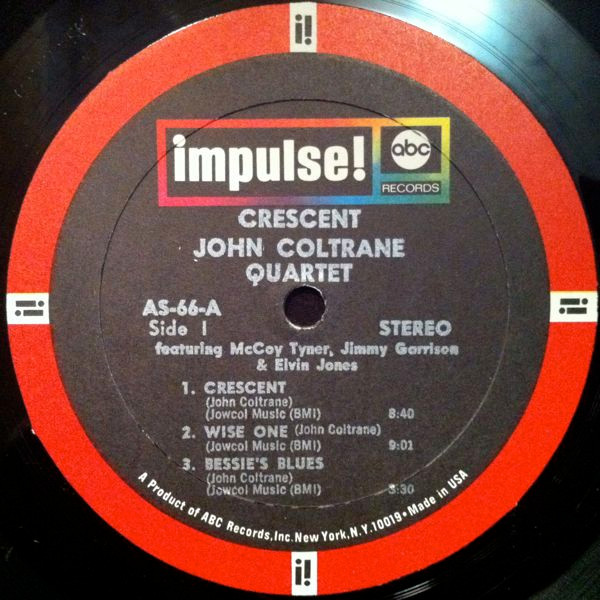 i!
impulse!
abc
RECORDS
CRESCENT
JOHN COLTRANE
QUARTET
AS-66-A
Side 1
STEREO
featuring McCoy Tyner, Jimmy Garrison
& Elvin Jones
1. CRESCENT
(John Coltrane)
(Jowcol Music (BMI) 8:40
2. WISE ONE (John Coltrane)
(Jowcol Music (BMI) 9:01
3. BESSIE'S BLUES
(John Coltrane)
(Jowcol Music (BMI) 3:30
A Product of ABC Records, Inc. New York, N.Y. 10019 • Made in USA
i!
i!
i!